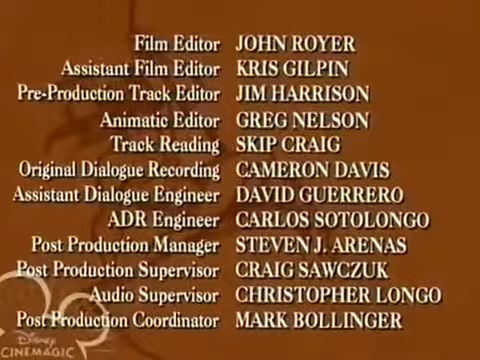 Film Editor JOHN ROYER
Assistant Film Editor KRIS GILPIN
Pre-Production Track Editor JIM HARRISON
Animatic Editor GREG NELSON
Track Reading SKIP CRAIG
Original Dialogue Recording CAMERON DAVIS
Assistant Dialogue Engineer DAVID GUERRERO
ADR Engineer CARLOS SOTOLONGO
Post Production Manager STEVEN J. ARENAS
Post Production Supervisor CRAIG SAWCZUK
Audio Supervisor CHRISTOPHER LONGO
Post Production Coordinator MARK BOLLINGER
Disney
CINEMAGIC